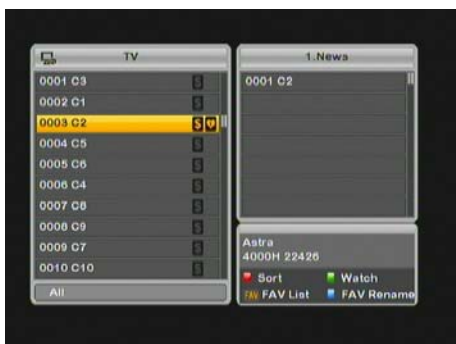 TV
0001 C3 S
0002 C1 S
0003 C2 S
0004 C5 S
0005 C6 S
0006 C4 S
0007 C8 S
0008 C9 S
0009 C7 S
0010 C10 S
All
1.News
0001 C2
Astra
4000H 22426
Sort Watch
FAV FAV List FAV Rename